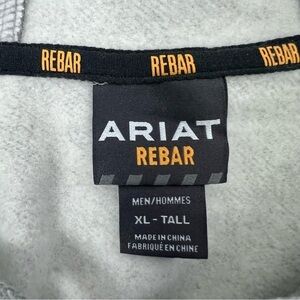 REBAR REBAR REBAR
ARIAT
REBAR
MEN/HOMMES
XL - TALL
MADE IN CHINA
FABRIQUÉ EN CHINE